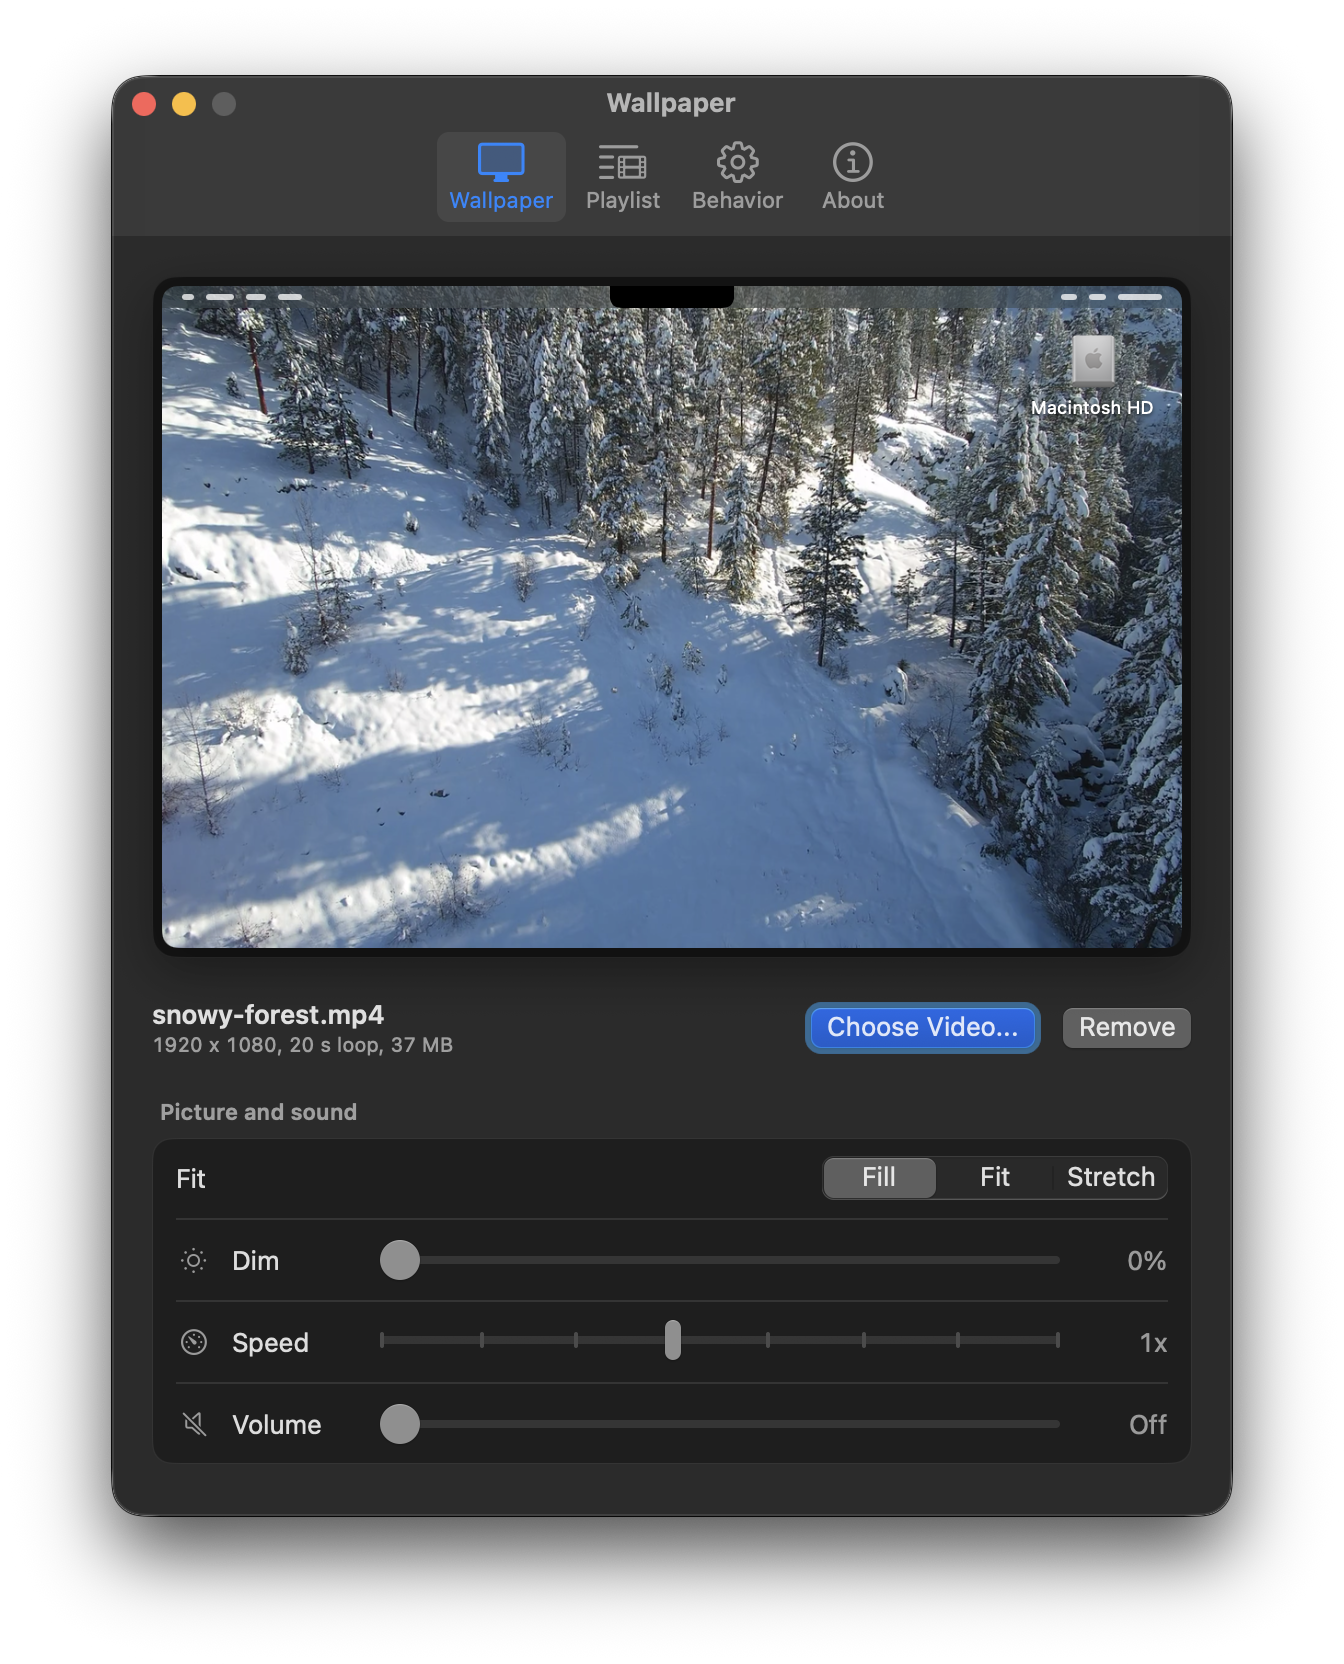 Wallpaper
Wallpaper Playlist Behavior About
Macintosh HD
snowy-forest.mp4
1920 x 1080, 20 s loop, 37 MB
Choose Video... Remove
Picture and sound
Fit Fill Fit Stretch
Dim 0%
Speed 1x
Volume Off